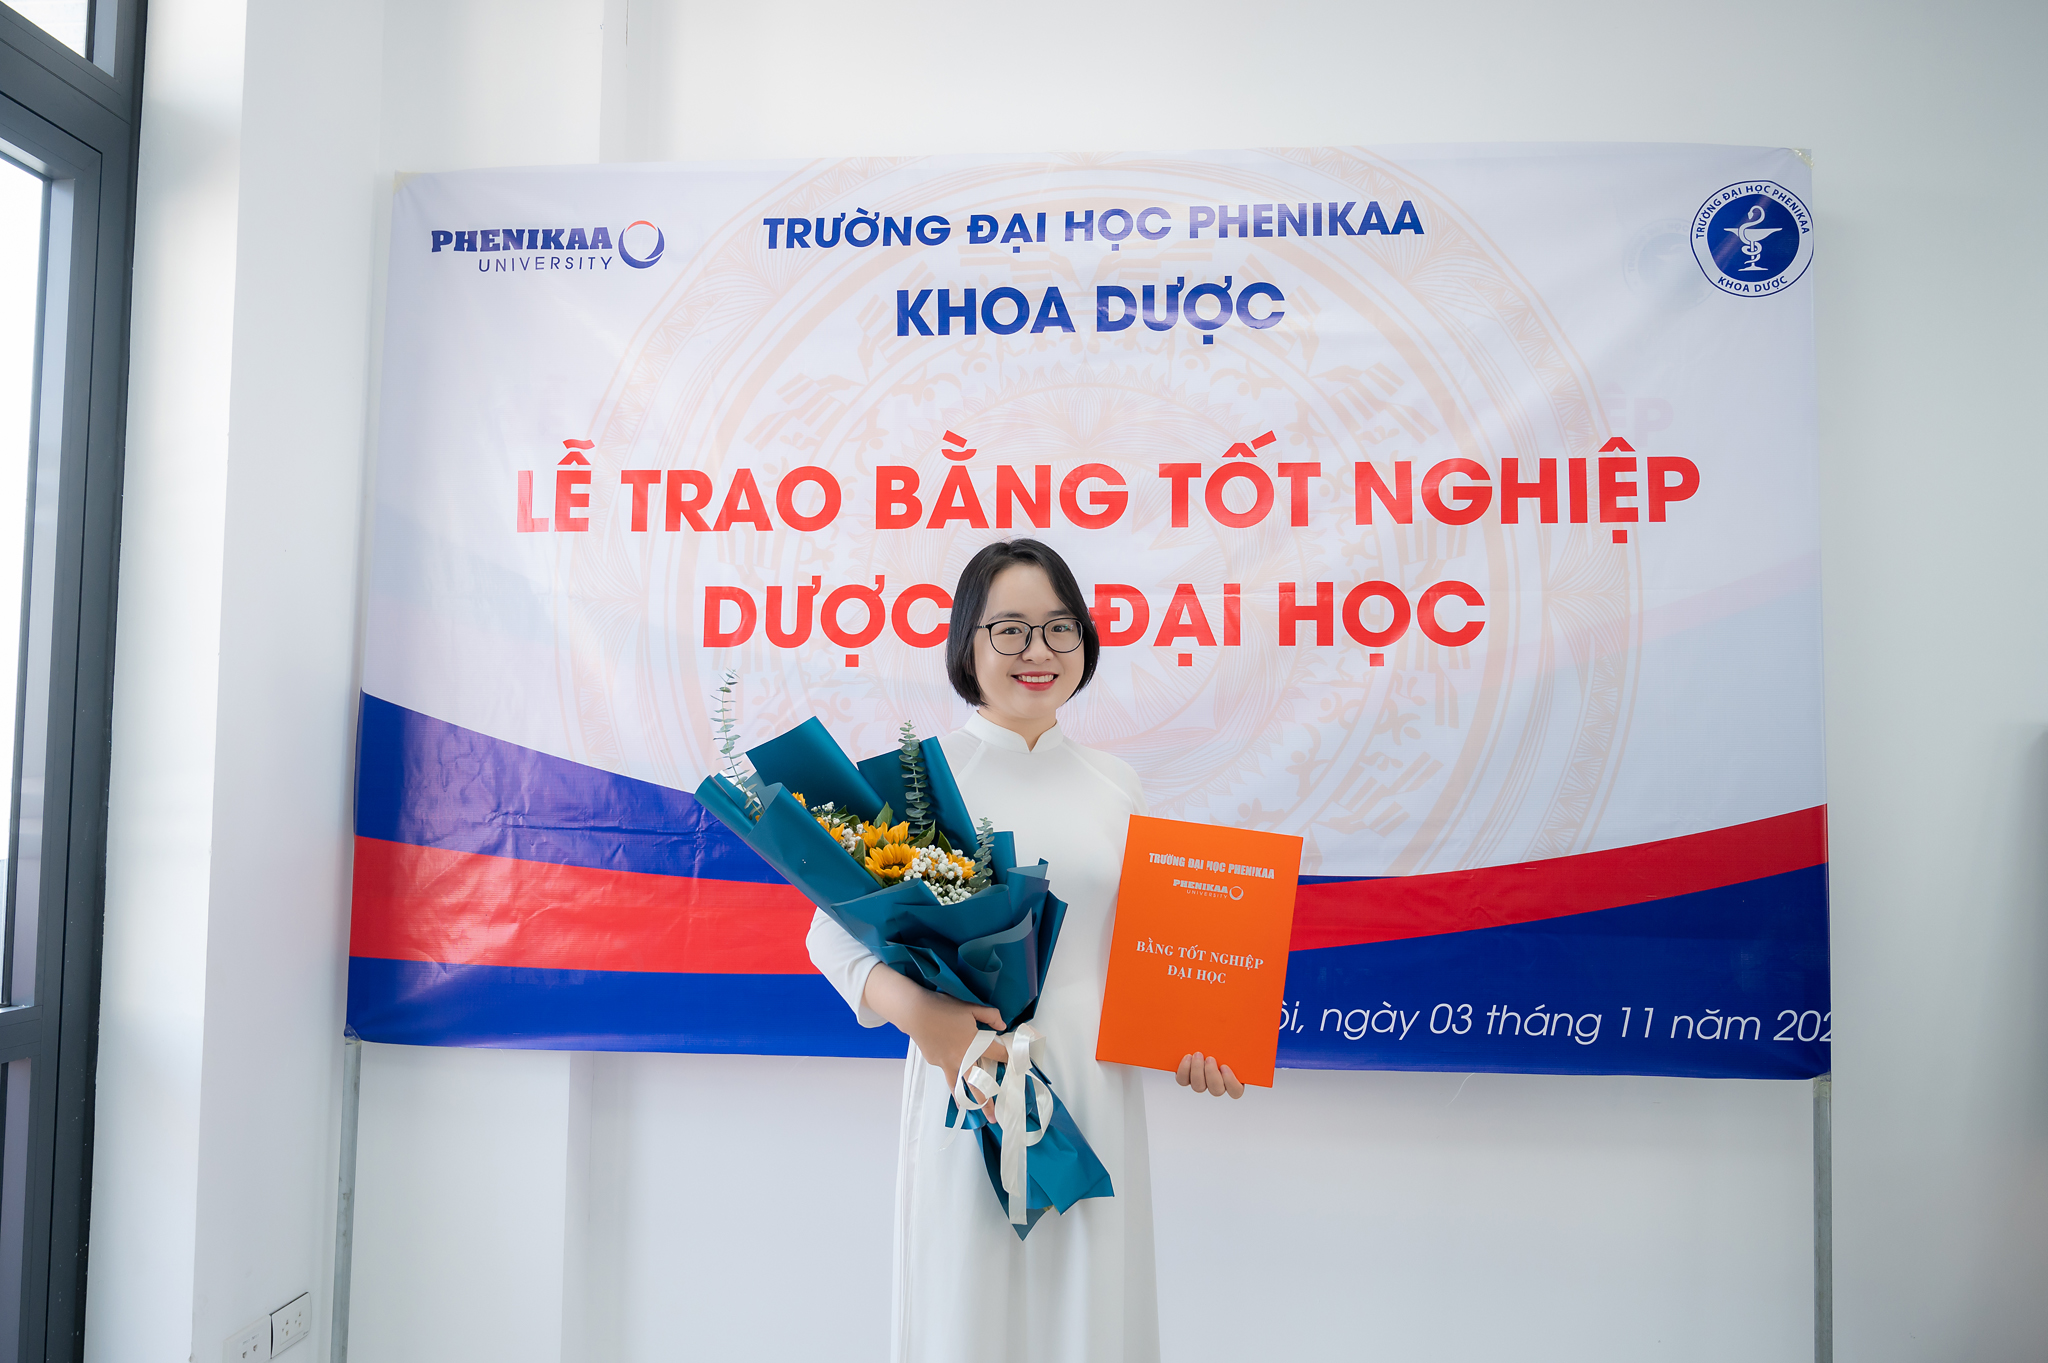 PHENIKAA
UNIVERSITY
TRƯỜNG ĐẠI HỌC PHENIKAA
KHOA DƯỢC
TRƯỜNG ĐẠI HỌC PHENIKAA
KHOA DƯỢC
LỄ TRAO BẰNG TỐT NGHIỆP
DƯỢC ĐẠI HỌC
TRƯỜNG ĐẠI HỌC PHENIKAA
PHENIKAA
UNIVERSITY
BẰNG TỐT NGHIỆP
ĐẠI HỌC
ngày 03 tháng 11 năm